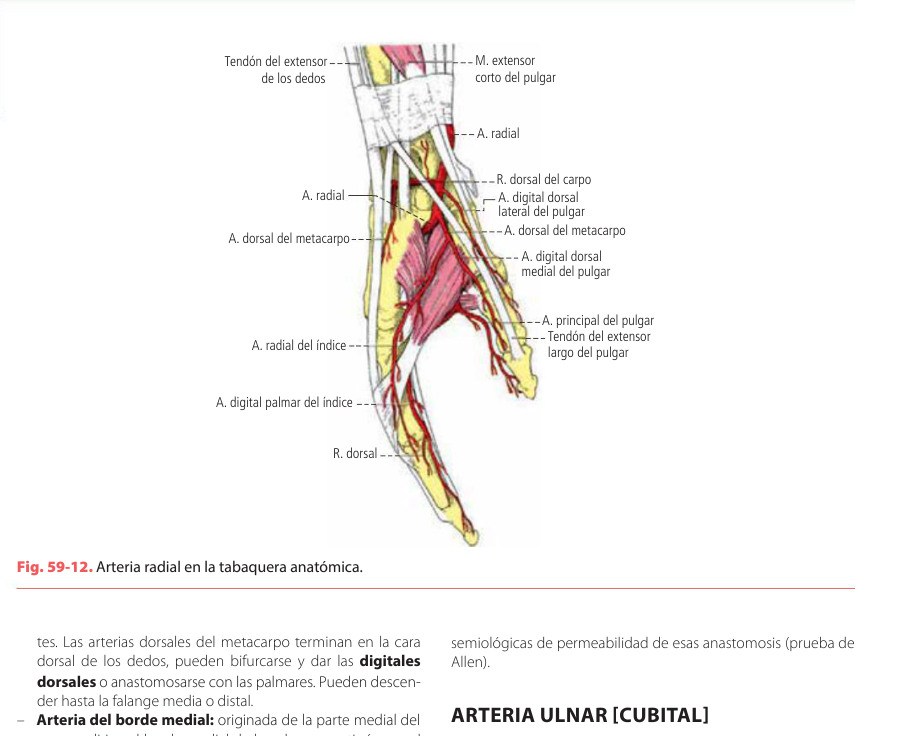 Tendón del extensor
de los dedos
M. extensor
corto del pulgar
A. radial
R. dorsal del carpo
A. radial
A. digital dorsal
lateral del pulgar
A. dorsal del metacarpo
A. dorsal del metacarpo
A. digital dorsal
medial del pulgar
A. principal del pulgar
Tendón del extensor
largo del pulgar
A. radial del índice
A. digital palmar del índice
R. dorsal
Fig. 59-12. Arteria radial en la tabaquera anatómica.
tes. Las arterias dorsales del metacarpo terminan en la cara
dorsal de los dedos, pueden bifurcarse y dar las digitales
dorsales o anastomosarse con las palmares. Pueden descen-
der hasta la falange media o distal.
– Arteria del borde medial: originada de la parte medial del
semiológicas de permeabilidad de esas anastomosis (prueba de
Allen).
ARTERIA ULNAR [CUBITAL]